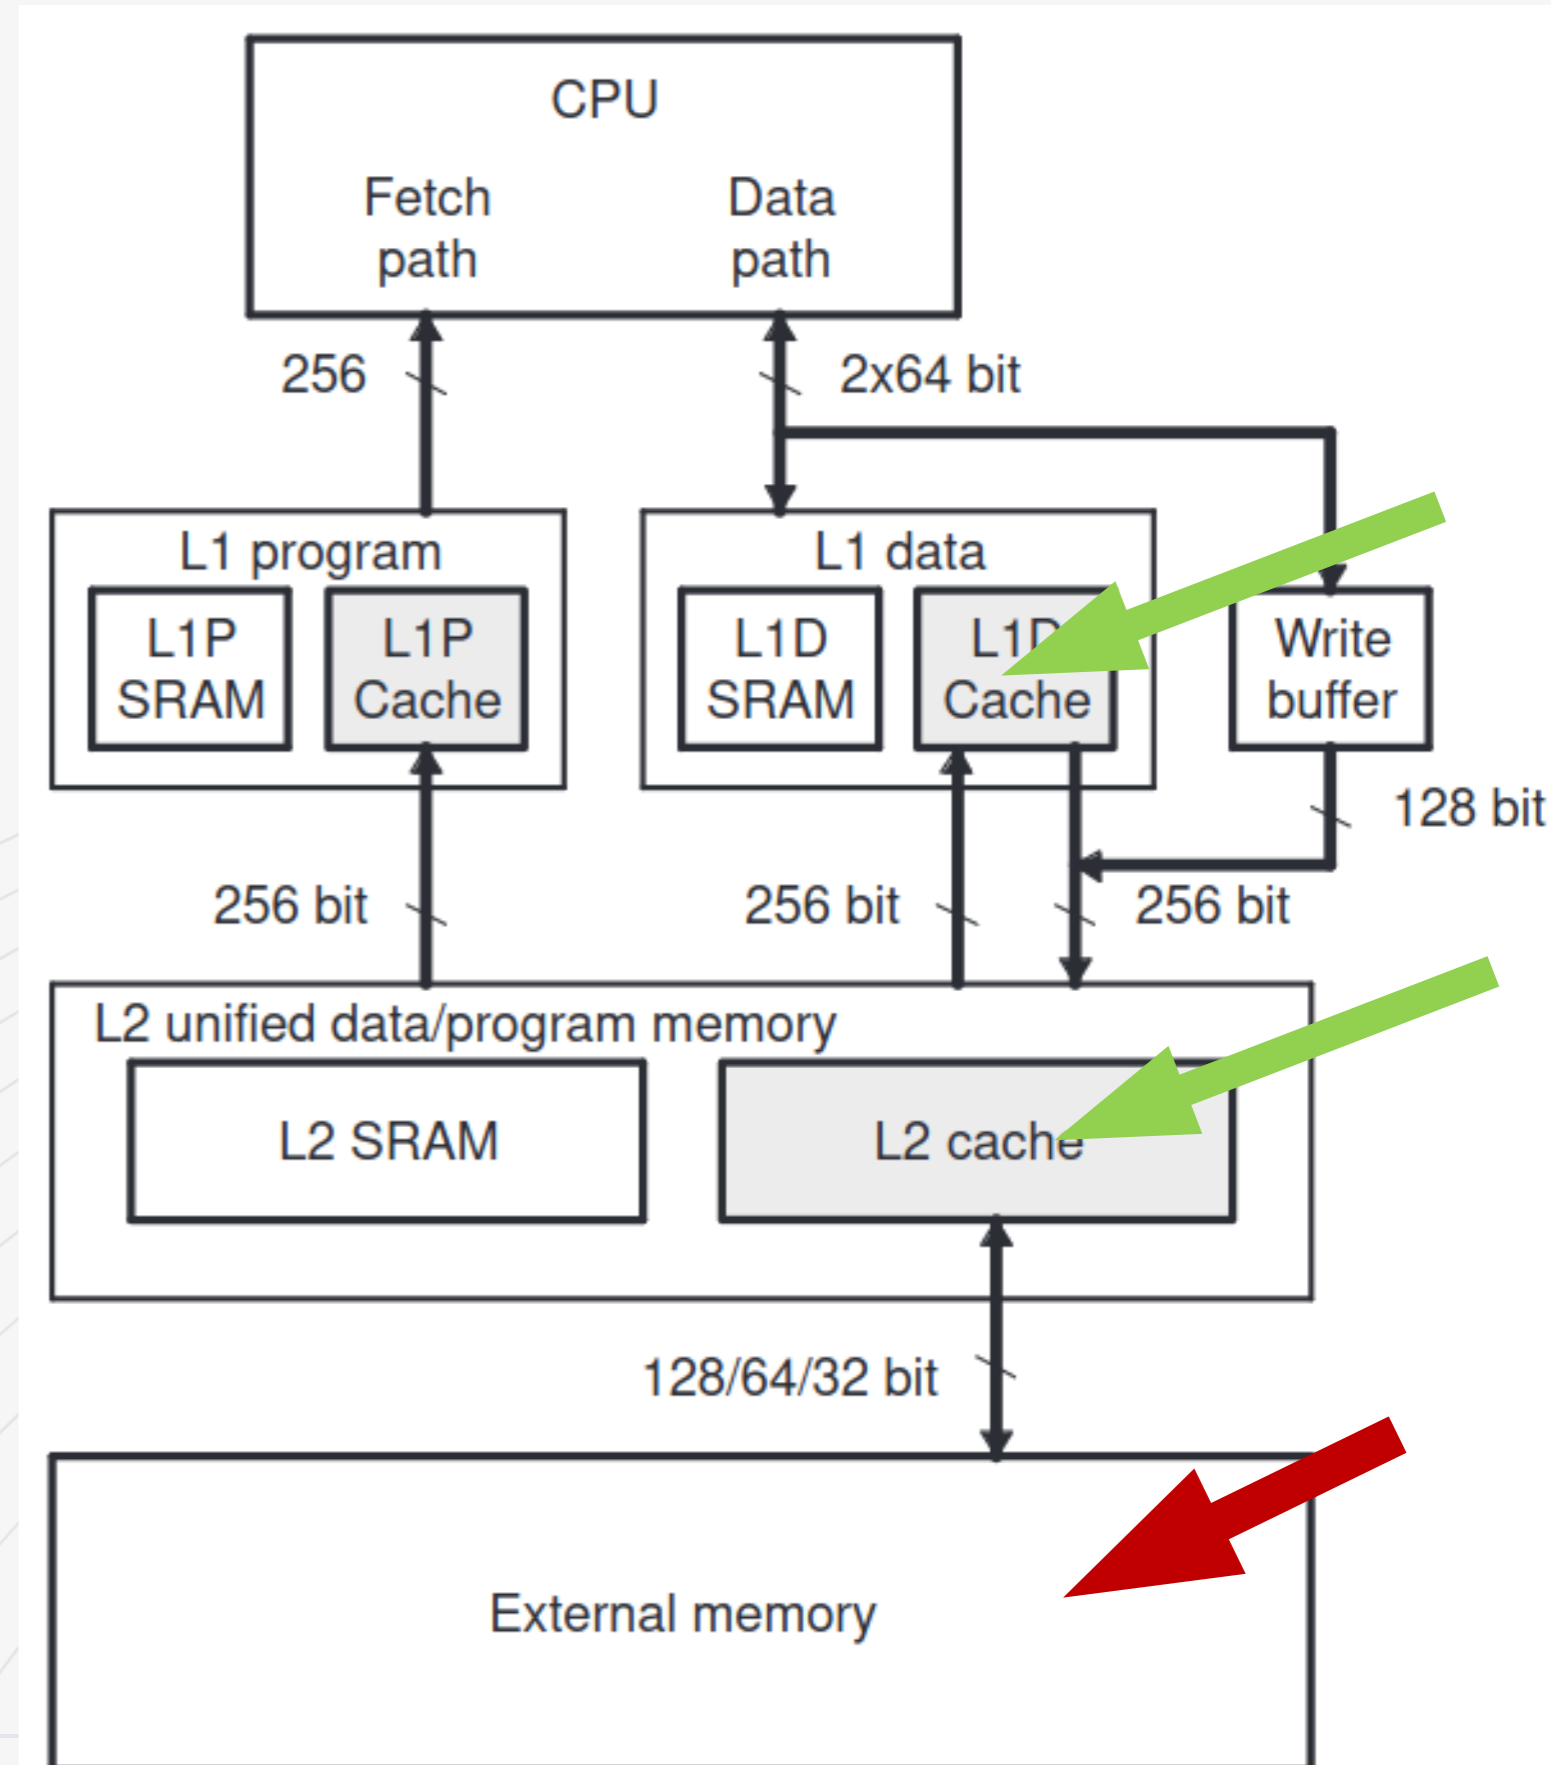 CPU
Fetch
path
Data
path
256
2x64 bit
L1 program
L1P
SRAM
L1P
Cache
L1 data
L1D
SRAM
L1D
Cache
Write
buffer
128 bit
256 bit
256 bit
256 bit
L2 unified data/program memory
L2 SRAM
L2 cache
128/64/32 bit
External memory